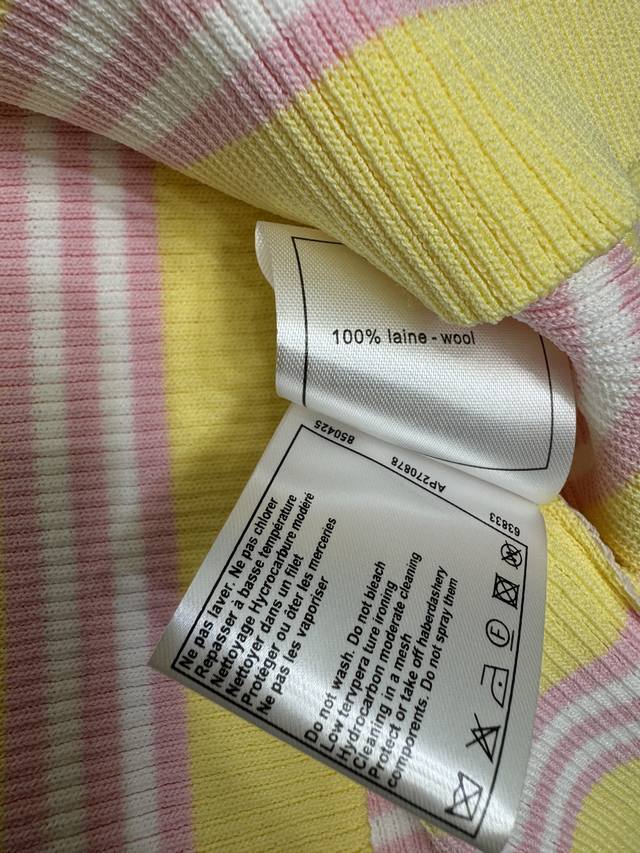 100% laine - wool
850425
AP270878
63833
Ne pas laver. Ne pas chlorer
Repasser à basse température
Nettoyage Hycrocarbure modéré
Nettoyer dans un filet
Protéger ou ôter les merceries
Ne pas les vaporiser
Do not wash. Do not bleach
Low tervpera ture ironing
Hydrocarbon moderate cleaning
Cleaning in a mesh
Protect or take off haberdashery
comporents. Do not spray them
F